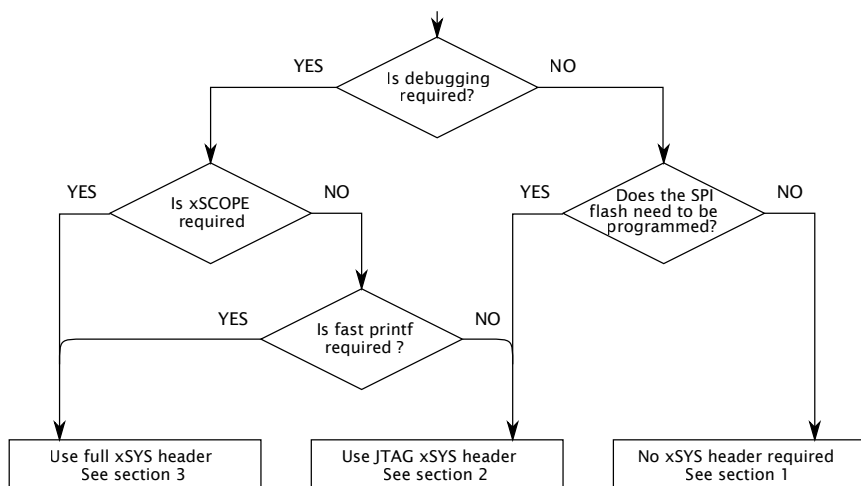 YES
Is debugging
required?
NO
YES
Is xSCOPE
required
NO
YES
Does the SPI
flash need to be
programmed?
NO
YES
Is fast printf
required ?
NO
Use full xSYS header
See section 3
Use JTAG xSYS header
See section 2
No xSYS header required
See section 1